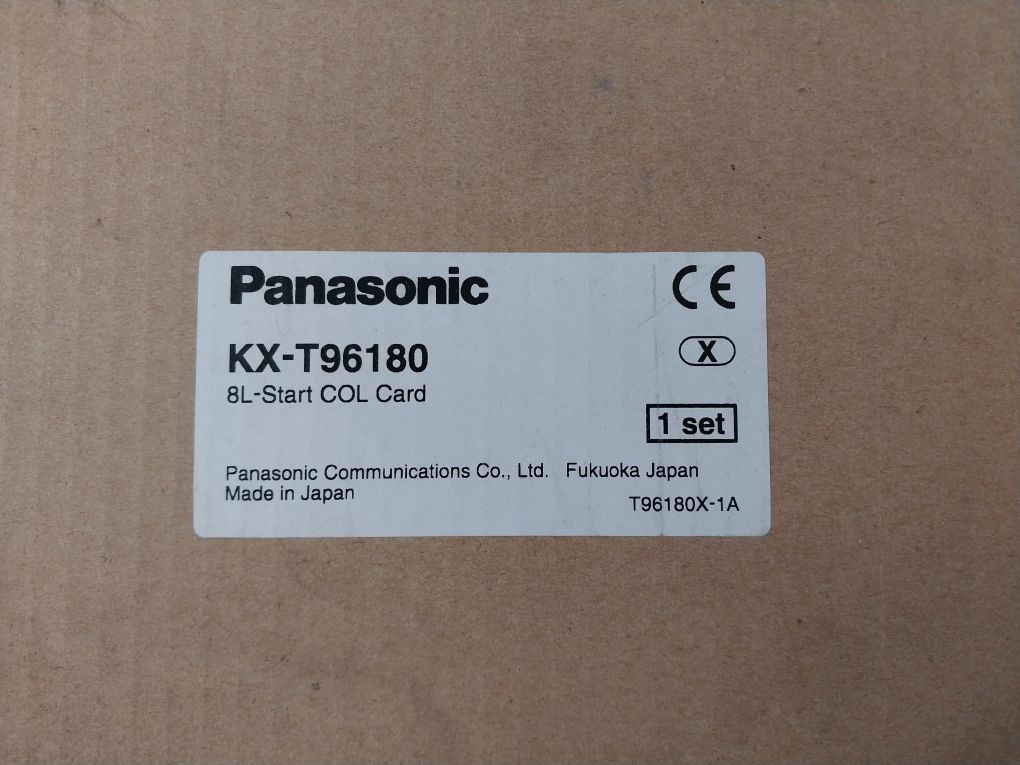 Panasonic
CE
KX-T96180
X
8L-Start COL Card
1 set
Panasonic Communications Co., Ltd. Fukuoka Japan
Made in Japan
T96180X-1A